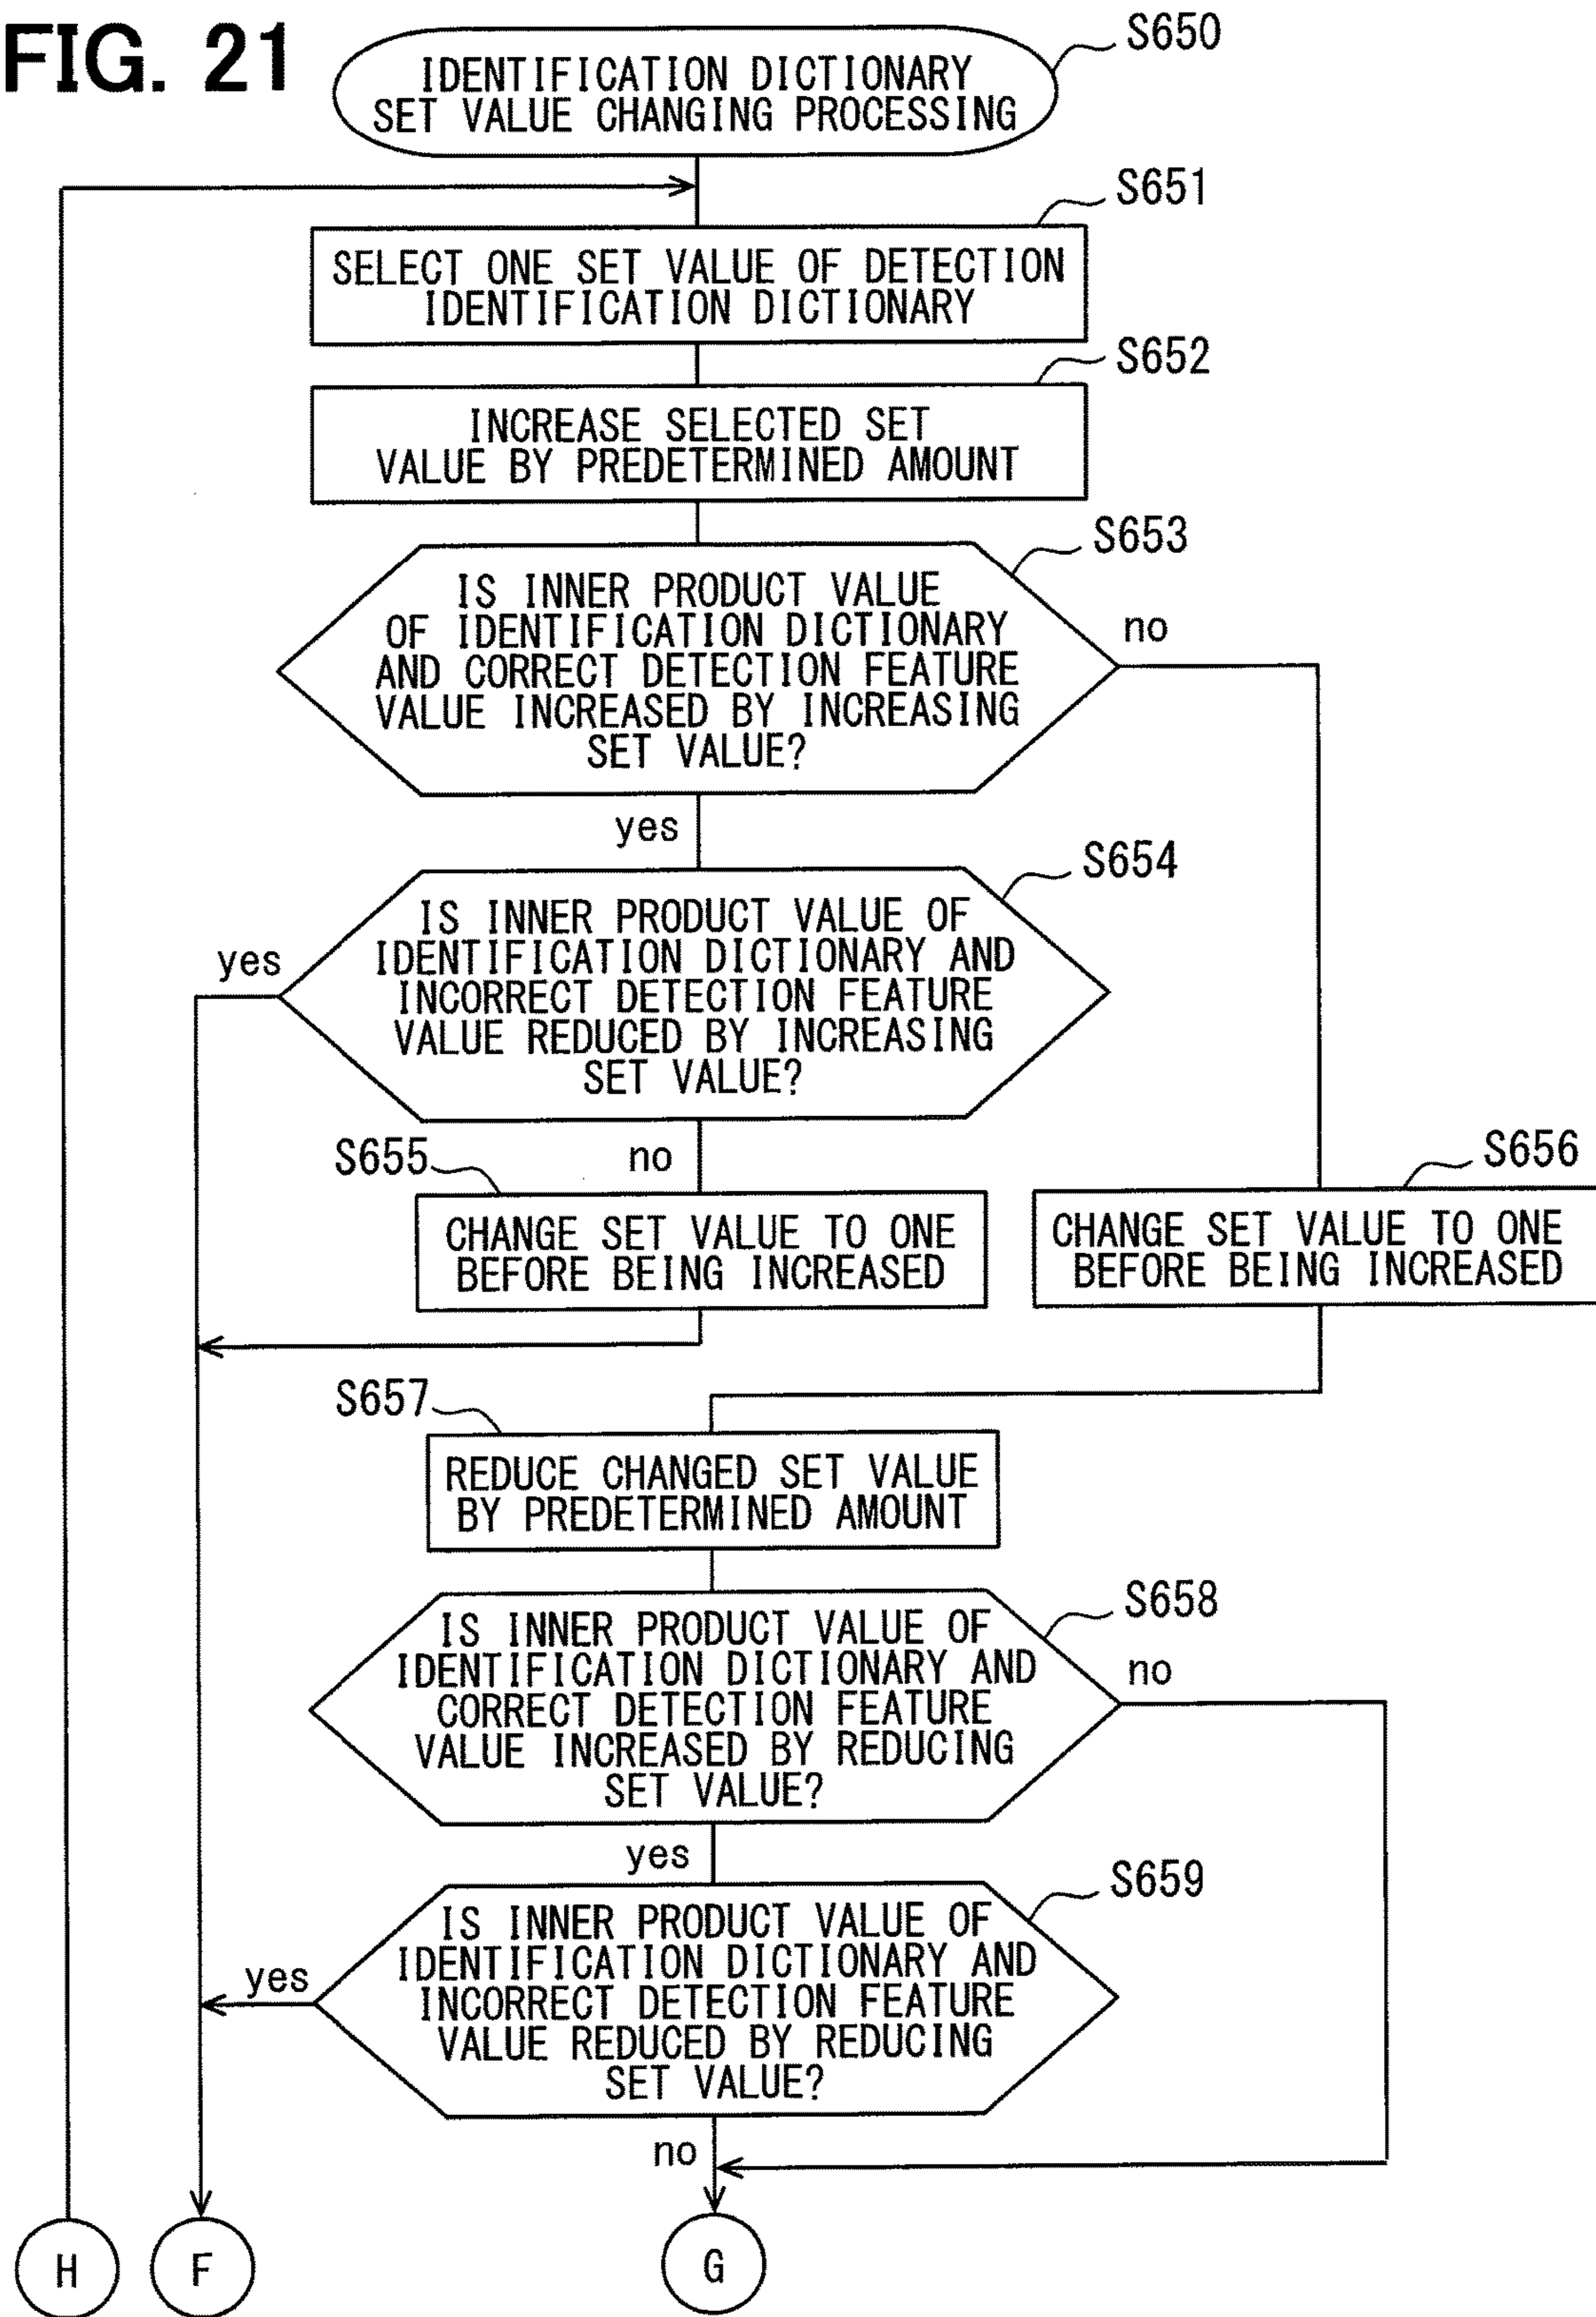 FIG. 21
S650
IDENTIFICATION DICTIONARY
SET VALUE CHANGING PROCESSING
S651
SELECT ONE SET VALUE OF DETECTION
IDENTIFICATION DICTIONARY
S652
INCREASE SELECTED SET
VALUE BY PREDETERMINED AMOUNT
S653
IS INNER PRODUCT VALUE
OF IDENTIFICATION DICTIONARY
AND CORRECT DETECTION FEATURE
VALUE INCREASED BY INCREASING
SET VALUE?
no
yes
S654
IS INNER PRODUCT VALUE OF
IDENTIFICATION DICTIONARY AND
INCORRECT DETECTION FEATURE
VALUE REDUCED BY INCREASING
SET VALUE?
yes
no
S655
CHANGE SET VALUE TO ONE
BEFORE BEING INCREASED
S656
CHANGE SET VALUE TO ONE
BEFORE BEING INCREASED
S657
REDUCE CHANGED SET VALUE
BY PREDETERMINED AMOUNT
S658
IS INNER PRODUCT VALUE OF
IDENTIFICATION DICTIONARY AND
CORRECT DETECTION FEATURE
VALUE INCREASED BY REDUCING
SET VALUE?
no
yes
S659
IS INNER PRODUCT VALUE OF
IDENTIFICATION DICTIONARY AND
INCORRECT DETECTION FEATURE
VALUE REDUCED BY REDUCING
SET VALUE?
yes
no
H
F
G